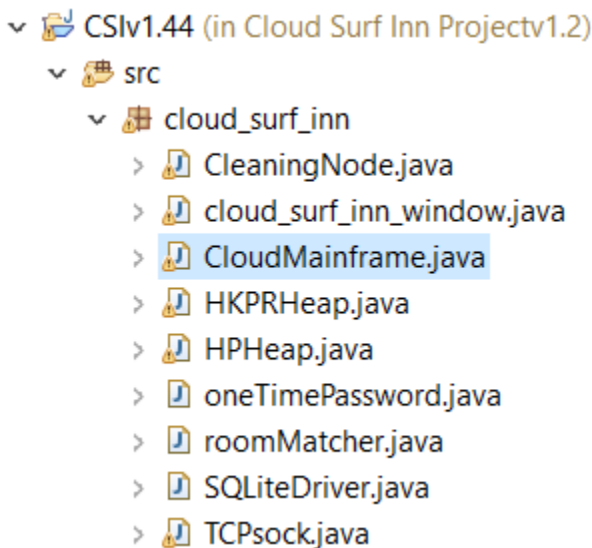 CSIv1.44 (in Cloud Surf Inn Projectv1.2)
src
cloud_surf_inn
CleaningNode.java
cloud_surf_inn_window.java
CloudMainframe.java
HKPRHeap.java
HPHeap.java
oneTimePassword.java
roomMatcher.java
SQLiteDriver.java
TCPsock.java